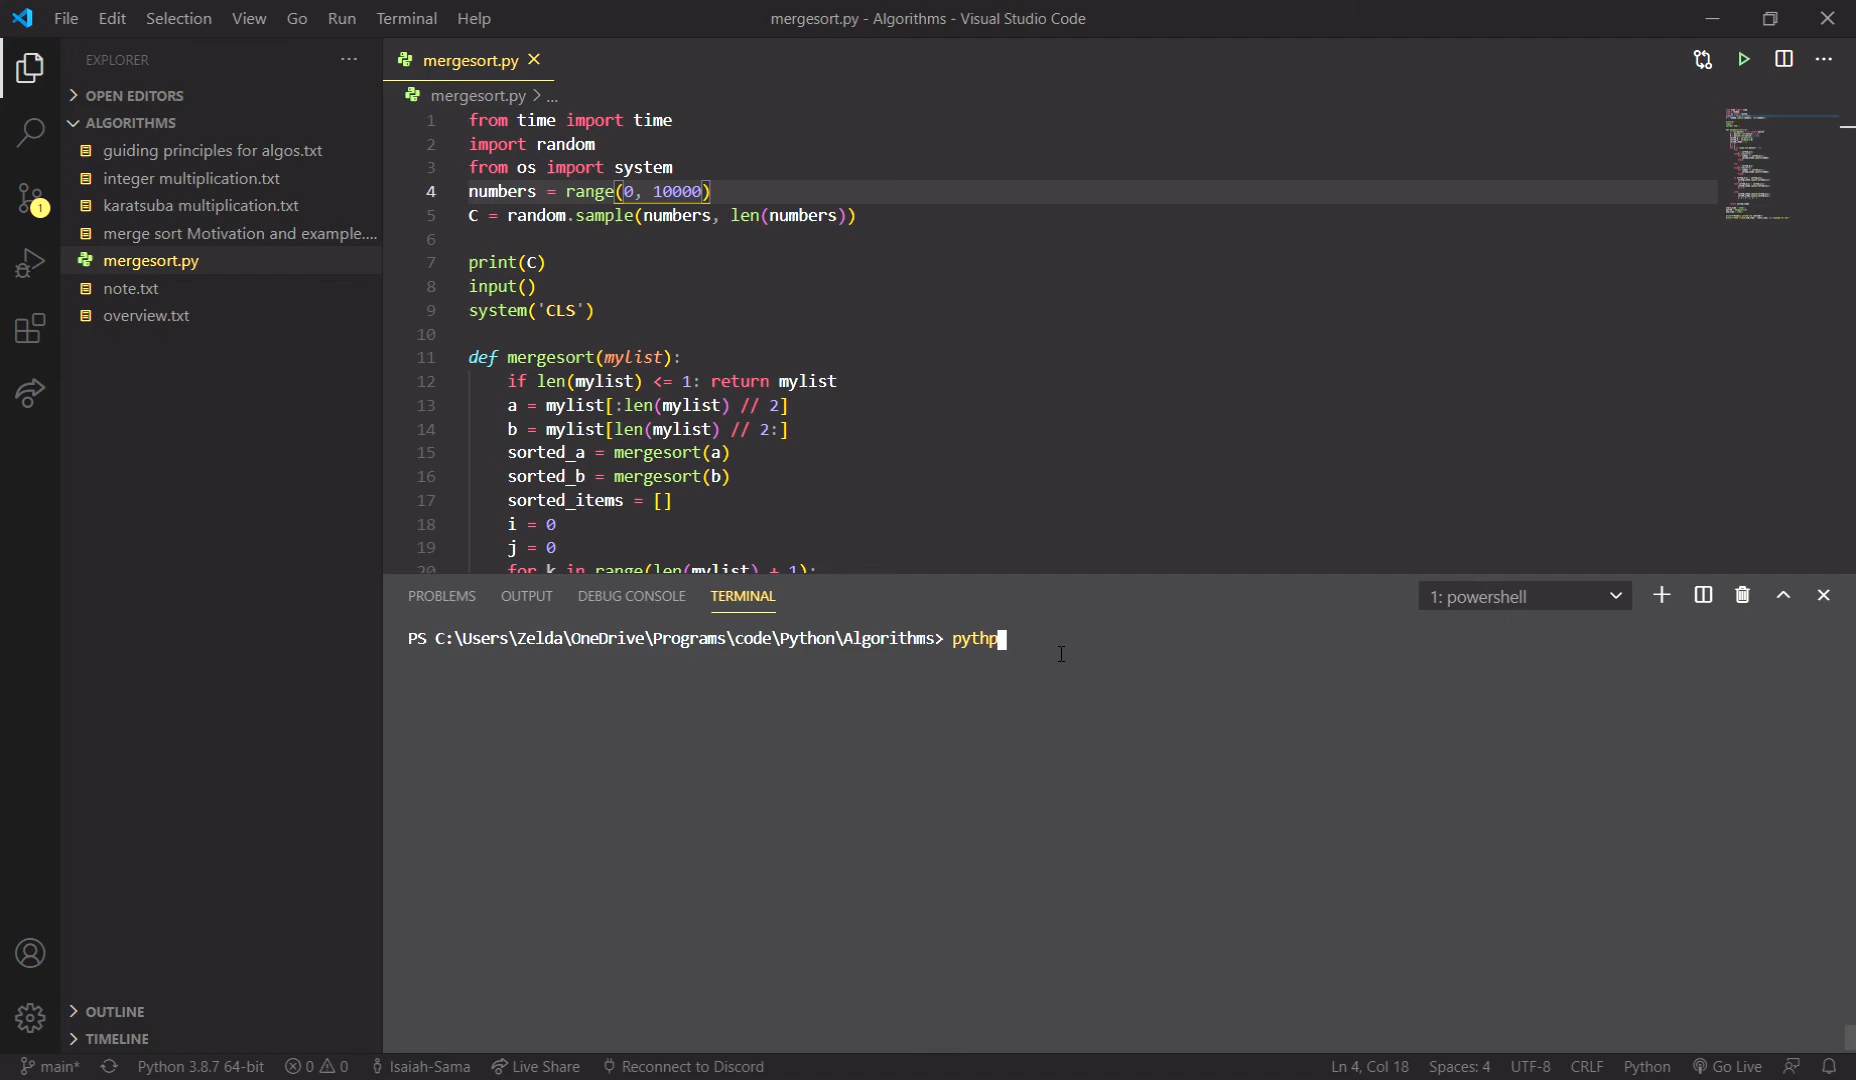 File Edit Selection View Go Run Terminal Help
mergesort.py - Algorithms - Visual Studio Code
EXPLORER
OPEN EDITORS
ALGORITHMS
guiding principles for algos.txt
integer multiplication.txt
karatsuba multiplication.txt
merge sort Motivation and example....
mergesort.py
note.txt
overview.txt
OUTLINE
TIMELINE
1
mergesort.py
mergesort.py > ...
1 from time import time
2 import random
3 from os import system
4 numbers = range(0, 10000)
5 C = random.sample(numbers, len(numbers))
6
7 print(C)
8 input()
9 system('CLS')
10
11 def mergesort(mylist):
12 if len(mylist) <= 1: return mylist
13 a = mylist[:len(mylist) // 2]
14 b = mylist[len(mylist) // 2:]
15 sorted_a = mergesort(a)
16 sorted_b = mergesort(b)
17 sorted_items = []
18 i = 0
19 j = 0
20 for k in range(len(mylist) + 1):
PROBLEMS OUTPUT DEBUG CONSOLE TERMINAL
1: powershell
PS C:\Users\Zelda\OneDrive\Programs\code\Python\Algorithms> pythp
main* Python 3.8.7 64-bit 0 0 Isaiah-Sama Live Share Reconnect to Discord
Ln 4, Col 18 Spaces: 4 UTF-8 CRLF Python Go Live